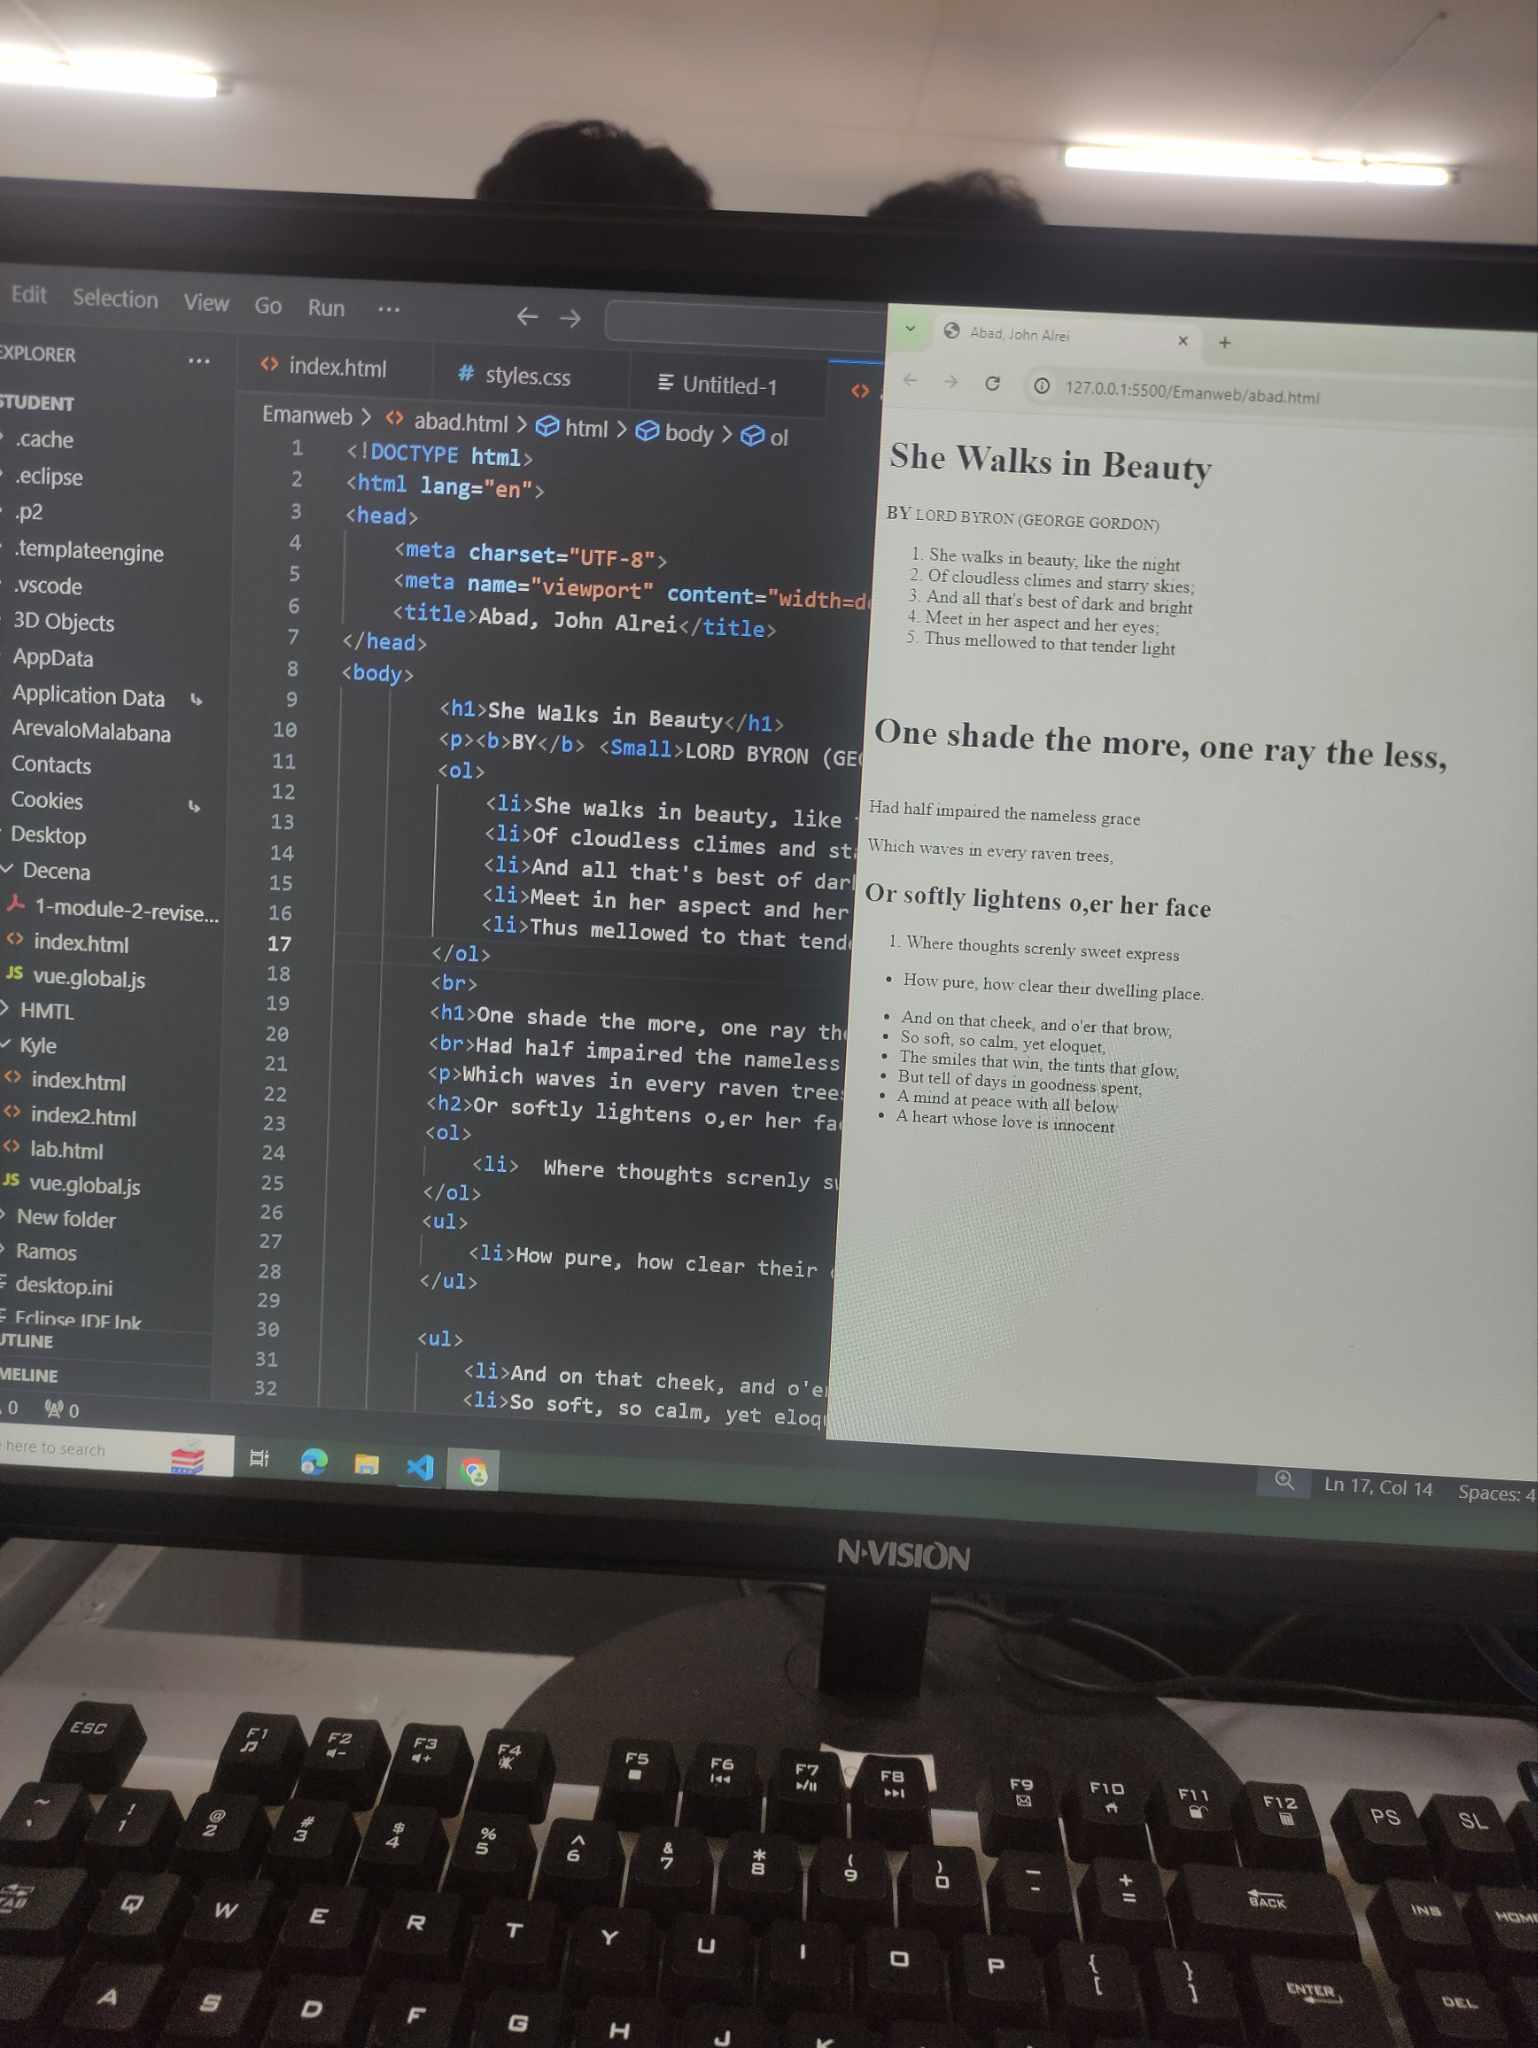 Edit Selection View Go Run ...
EXPLORER ...
STUDENT
.cache
.eclipse
.p2
.templateengine
.vscode
3D Objects
AppData
Application Data
ArevaloMalabana
Contacts
Cookies
Desktop
Decena
1-module-2-revise...
index.html
JS vue.global.js
HMTL
Kyle
index.html
index2.html
lab.html
JS vue.global.js
New folder
Ramos
desktop.ini
Eclipse IDE.lnk
0 0
here to search
index.html # styles.css Untitled-1
Emanweb > abad.html > html > body > ol
1 <!DOCTYPE html>
2 <html lang="en">
3 <head>
4 <meta charset="UTF-8">
5 <meta name="viewport" content="width=d
6 <title>Abad, John Alrei</title>
7 </head>
8 <body>
9 <h1>She Walks in Beauty</h1>
10 <p><b>BY</b> <Small>LORD BYRON (GEO
11 <ol>
12 <li>She walks in beauty, like
13 <li>Of cloudless climes and sta
14 <li>And all that's best of dar
15 <li>Meet in her aspect and her
16 <li>Thus mellowed to that tend
17 </ol>
18 <br>
19 <h1>One shade the more, one ray th
20 <br>Had half impaired the nameless
21 <p>Which waves in every raven tree
22 <h2>Or softly lightens o,er her fa
23 <ol>
24 <li> Where thoughts screnly s
25 </ol>
26 <ul>
27 <li>How pure, how clear their
28 </ul>
29
30 <ul>
31 <li>And on that cheek, and o'e
32 <li>So soft, so calm, yet eloq
Abad, John Alrei
127.0.0.1:5500/Emanweb/abad.html
She Walks in Beauty
BY LORD BYRON (GEORGE GORDON)
1. She walks in beauty, like the night
2. Of cloudless climes and starry skies;
3. And all that's best of dark and bright
4. Meet in her aspect and her eyes;
5. Thus mellowed to that tender light
One shade the more, one ray the less,
Had half impaired the nameless grace
Which waves in every raven trees,
Or softly lightens o,er her face
1. Where thoughts screnly sweet express
• How pure, how clear their dwelling place.
• And on that cheek, and o'er that brow,
• So soft, so calm, yet eloquet,
• The smiles that win, the tints that glow,
• But tell of days in goodness spent,
• A mind at peace with all below
• A heart whose love is innocent
Ln 17, Col 14 Spaces: 4
N-VISION
ESC F1 F2 F3 F4 F5 F6 F7 F8 F9 F10 F11 F12 PS SL
~ ! 1 @ 2 # 3 $ 4 % 5 ^ 6 & 7 * 8 ( 9 ) 0 _ - + = BACK INS HOME
TAB Q W E R T Y U I O P { [ } ] ENTER DEL
A S D F G H J K